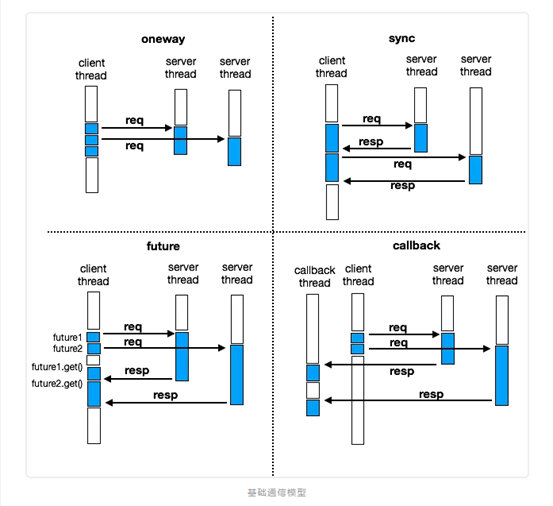 oneway
client
thread
server
thread
server
thread
req
req
sync
client
thread
server
thread
server
thread
req
resp
req
resp
future
client
thread
server
thread
server
thread
future1
future2
future1.get()
future2.get()
req
req
resp
resp
callback
callback
thread
client
thread
server
thread
server
thread
req
req
resp
resp
基础通信模型